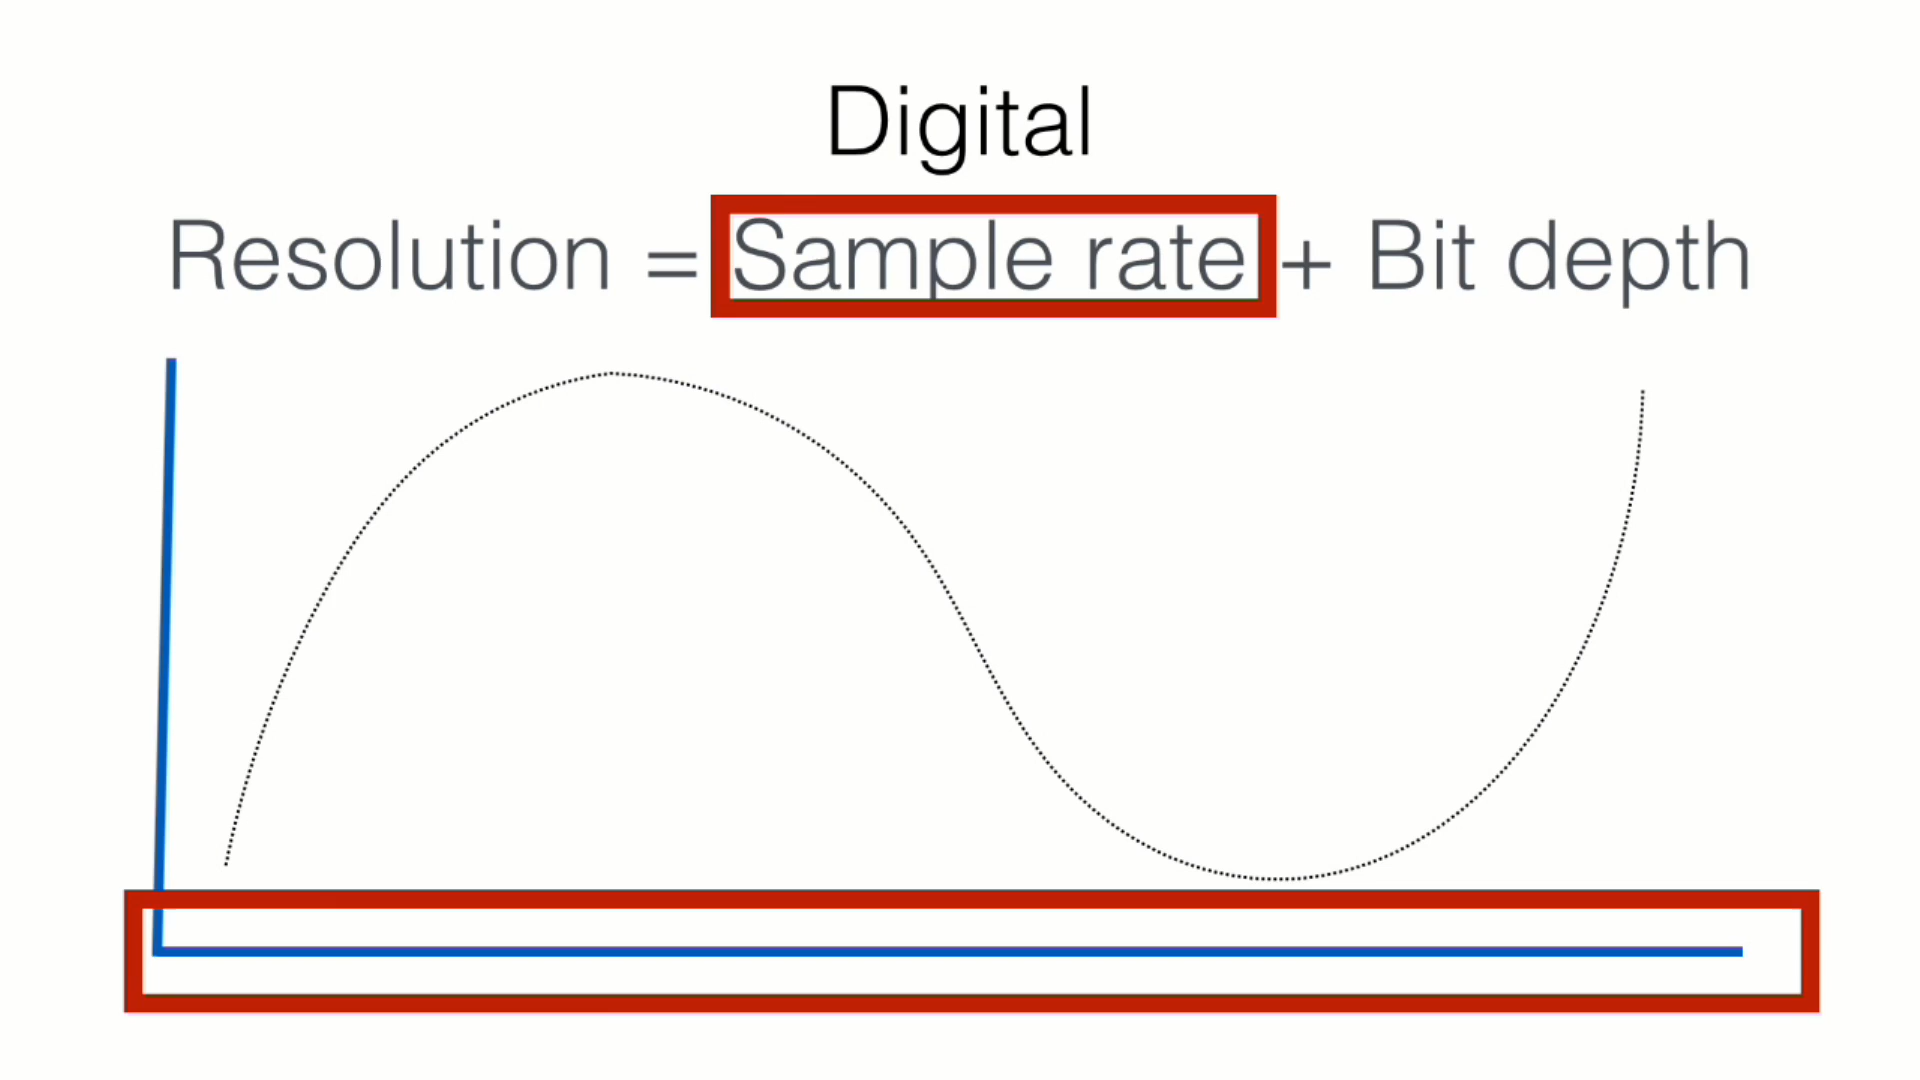 Digital
Resolution = Sample rate + Bit depth